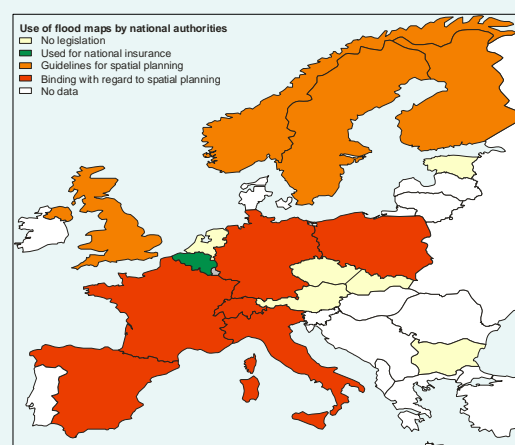 Use of flood maps by national authorities
No legislation
Used for national insurance
Guidelines for spatial planning
Binding with regard to spatial planning
No data